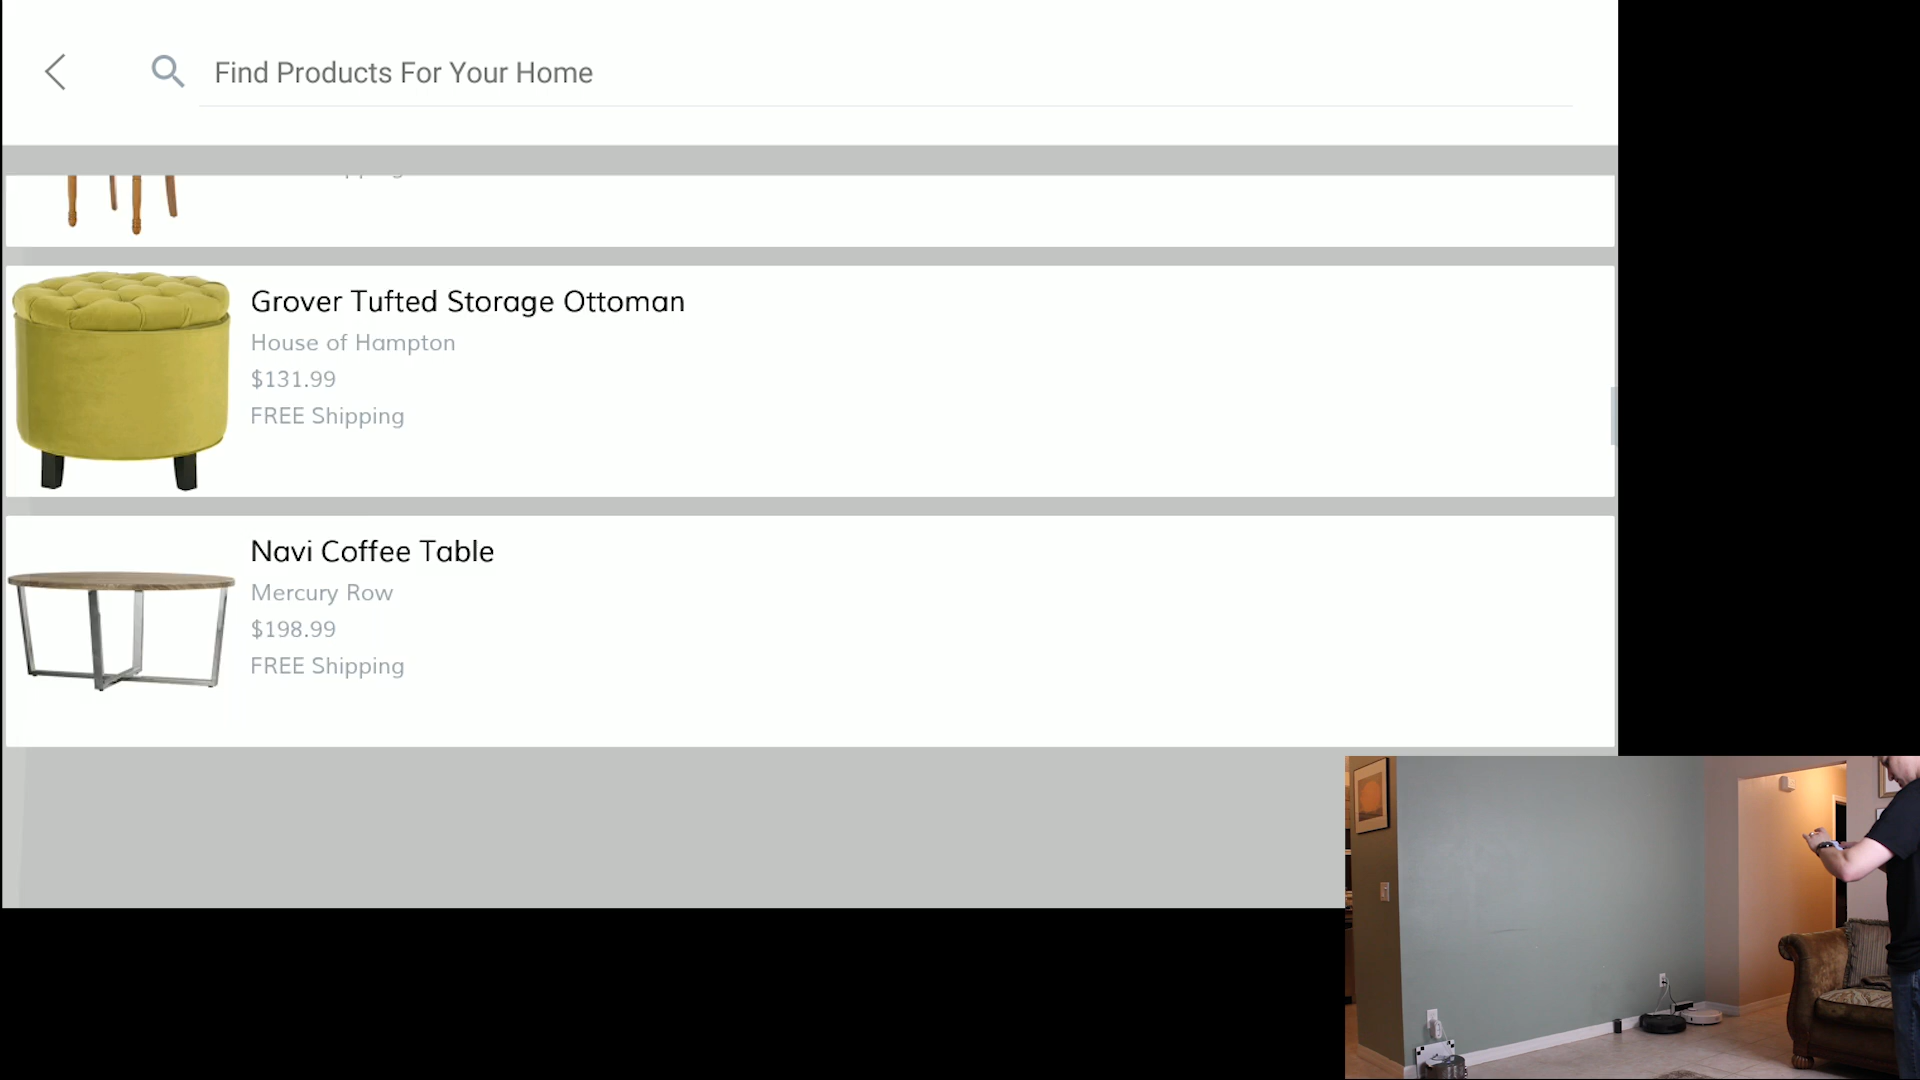 Find Products For Your Home
Grover Tufted Storage Ottoman
House of Hampton
$131.99
FREE Shipping
Navi Coffee Table
Mercury Row
$198.99
FREE Shipping